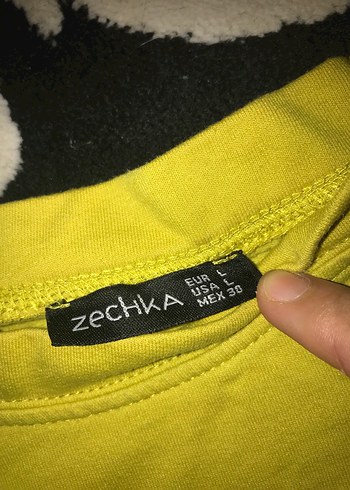 zecHKA
EUR L
USA L
MEX 30